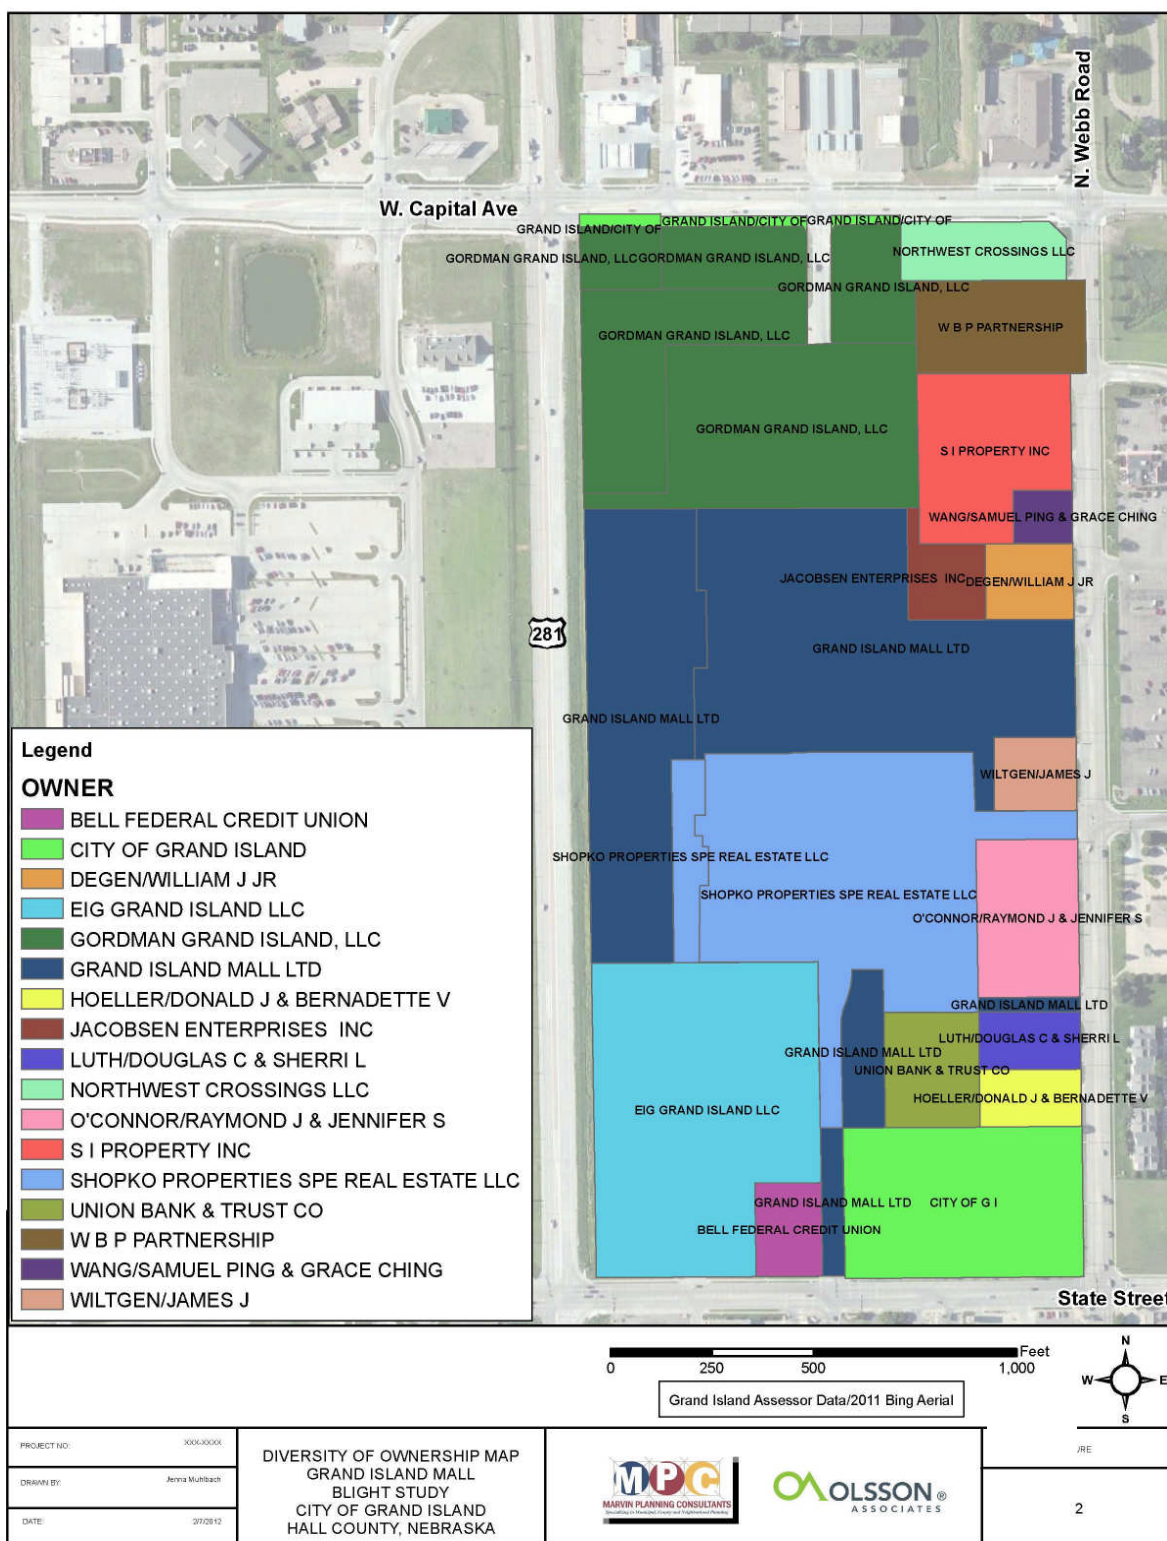 N. Webb Road
W. Capital Ave
GRAND ISLAND/CITY OF
GRAND ISLAND/CITY OF
GRAND ISLAND/CITY OF
GORDMAN GRAND ISLAND, LLC
GORDMAN GRAND ISLAND, LLC
NORTHWEST CROSSINGS LLC
GORDMAN GRAND ISLAND, LLC
GORDMAN GRAND ISLAND, LLC
W B P PARTNERSHIP
GORDMAN GRAND ISLAND, LLC
S I PROPERTY INC
WANG/SAMUEL PING & GRACE CHING
JACOBSEN ENTERPRISES  INC
DEGEN/WILLIAM J JR
281
GRAND ISLAND MALL LTD
GRAND ISLAND MALL LTD
WILTGEN/JAMES J
SHOPKO PROPERTIES SPE REAL ESTATE LLC
SHOPKO PROPERTIES SPE REAL ESTATE LLC
O'CONNOR/RAYMOND J & JENNIFER S
GRAND ISLAND MALL LTD
LUTH/DOUGLAS C & SHERRI L
GRAND ISLAND MALL LTD
UNION BANK & TRUST CO
HOELLER/DONALD J & BERNADETTE V
EIG GRAND ISLAND LLC
GRAND ISLAND MALL LTD
CITY OF G I
BELL FEDERAL CREDIT UNION
State Street
Legend
OWNER
BELL FEDERAL CREDIT UNION
CITY OF GRAND ISLAND
DEGEN/WILLIAM J JR
EIG GRAND ISLAND LLC
GORDMAN GRAND ISLAND, LLC
GRAND ISLAND MALL LTD
HOELLER/DONALD J & BERNADETTE V
JACOBSEN ENTERPRISES  INC
LUTH/DOUGLAS C & SHERRI L
NORTHWEST CROSSINGS LLC
O'CONNOR/RAYMOND J & JENNIFER S
S I PROPERTY INC
SHOPKO PROPERTIES SPE REAL ESTATE LLC
UNION BANK & TRUST CO
W B P PARTNERSHIP
WANG/SAMUEL PING & GRACE CHING
WILTGEN/JAMES J
Feet
0 250 500 1,000
Grand Island Assessor Data/2011 Bing Aerial
N
W E
S
PROJECT NO: XXX-XXXX
DRAWN BY: Jenna Muhlbach
DATE: 2/7/2012
DIVERSITY OF OWNERSHIP MAP
GRAND ISLAND MALL
BLIGHT STUDY
CITY OF GRAND ISLAND
HALL COUNTY, NEBRASKA
MPC
MARVIN PLANNING CONSULTANTS
Specializing in Municipal, County and Neighborhood Planning
OLSSON ®
ASSOCIATES
2